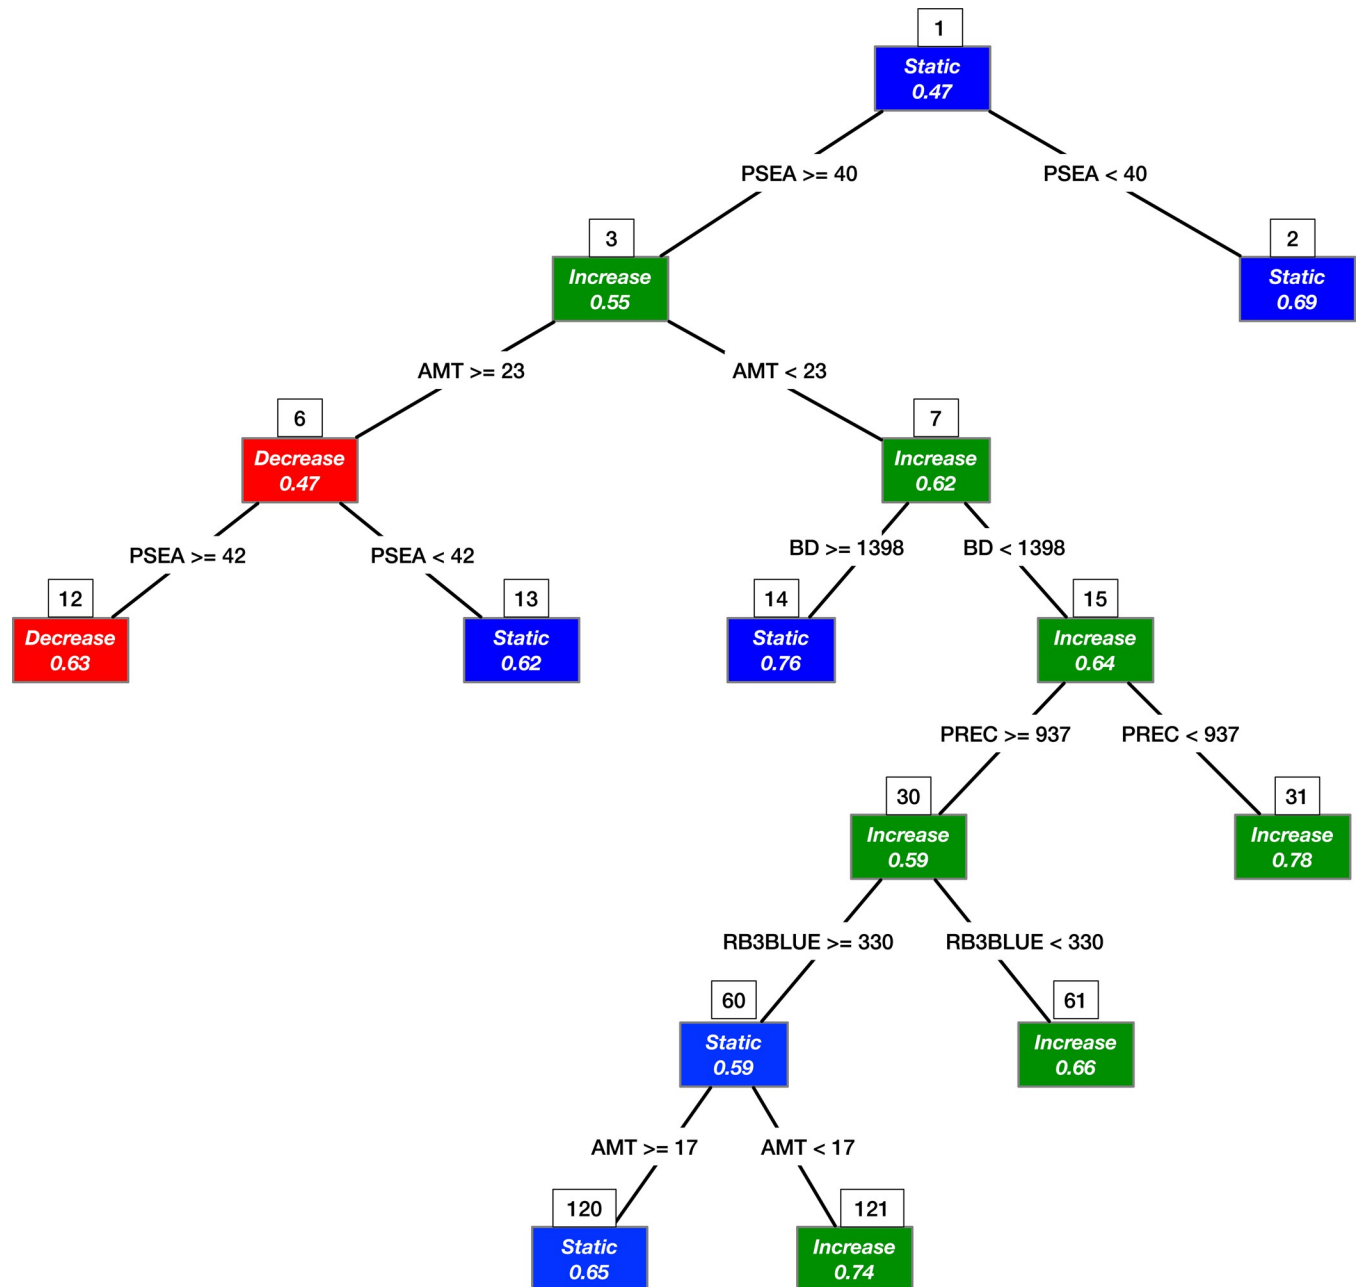 1
Static
0.47
PSEA >= 40
PSEA < 40
3
2
Increase
0.55
Static
0.69
AMT >= 23
AMT < 23
6
7
Decrease
0.47
Increase
0.62
PSEA >= 42
PSEA < 42
BD >= 1398
BD < 1398
12
13
14
15
Decrease
0.63
Static
0.62
Static
0.76
Increase
0.64
PREC >= 937
PREC < 937
30
31
Increase
0.59
Increase
0.78
RB3BLUE >= 330
RB3BLUE < 330
60
61
Static
0.59
Increase
0.66
AMT >= 17
AMT < 17
120
121
Static
0.65
Increase
0.74